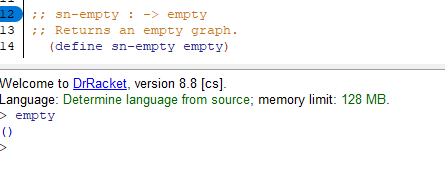 12 ;; sn-empty : -> empty
13 ;; Returns an empty graph.
14 (define sn-empty empty)
Welcome to DrRacket, version 8.8 [cs].
Language: Determine language from source; memory limit: 128 MB.
> empty
()
>